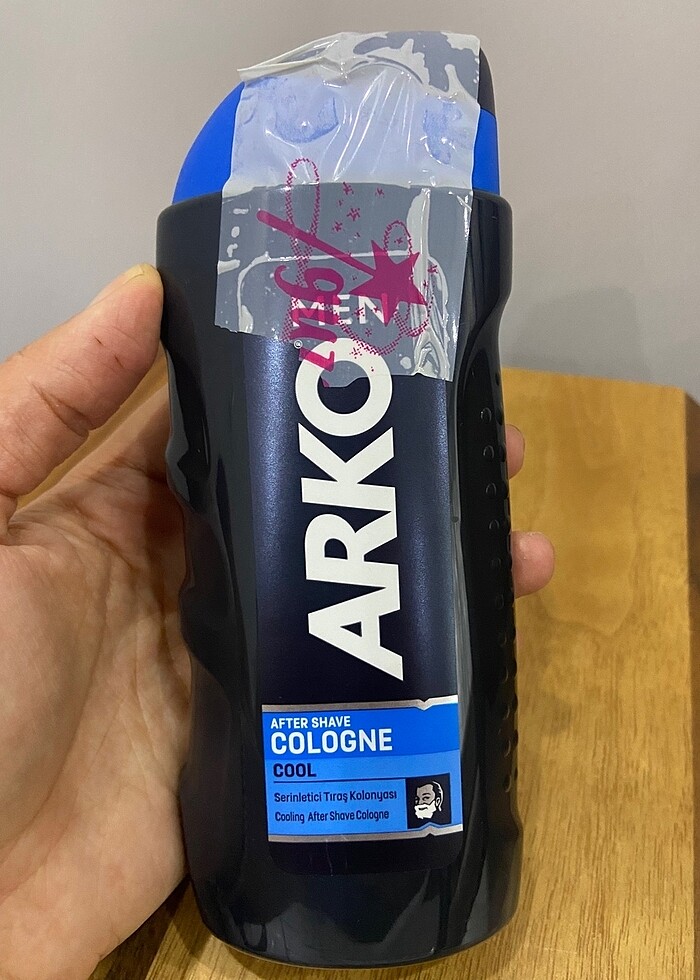 MEN
ARKO
AFTER SHAVE
COLOGNE
COOL
Serinletici Tıraş Kolonyası
Cooling After Shave Cologne